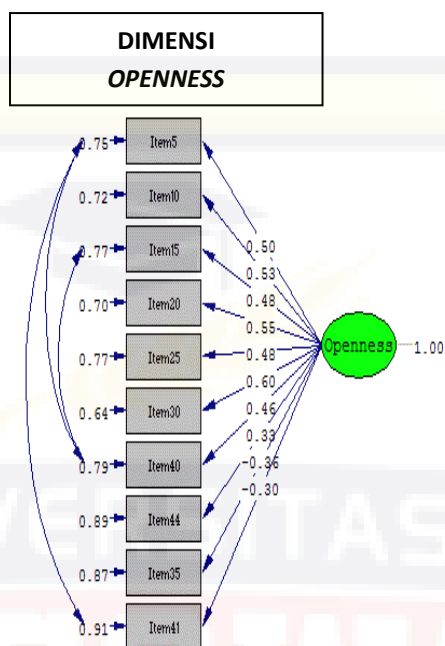 DIMENSI
OPENNESS
0.75
Item5
0.72
Item10
0.77
Item15
0.70
Item20
0.77
Item25
0.64
Item30
0.79
Item40
0.89
Item44
0.87
Item35
0.91
Item41
0.50
0.53
0.48
0.55
0.48
0.60
0.46
0.33
-0.36
-0.30
Openness
1.00
VERSITAS